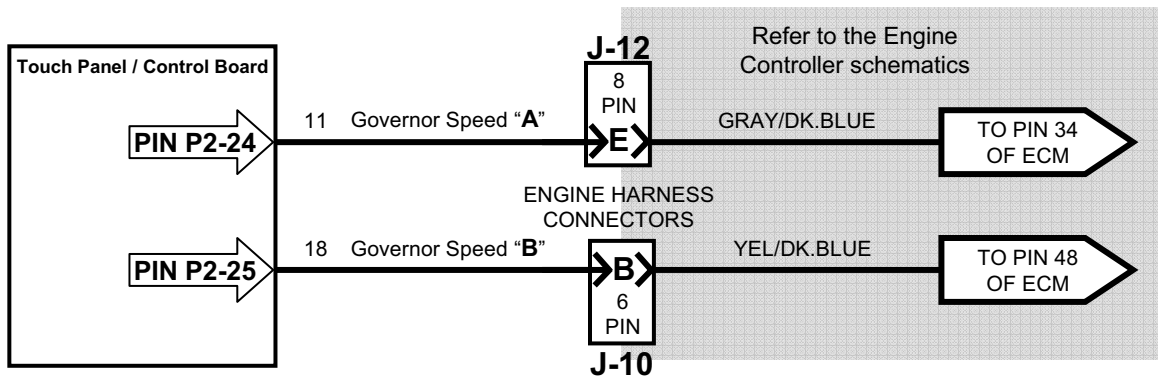 Touch Panel / Control Board
J-12
Refer to the Engine
Controller schematics
8
PIN
PIN P2-24
11 Governor Speed “A”
E
GRAY/DK.BLUE
TO PIN 34
OF ECM
ENGINE HARNESS
CONNECTORS
PIN P2-25
18 Governor Speed “B”
B
YEL/DK.BLUE
TO PIN 48
OF ECM
6
PIN
J-10